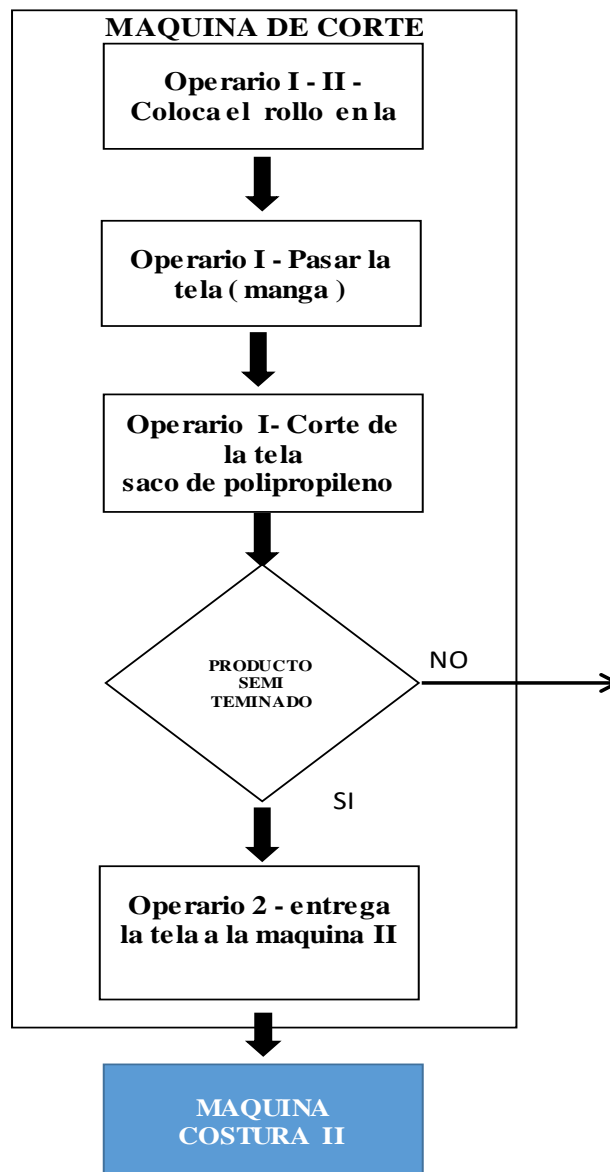 MAQUINA DE CORTE
Operario I - II -
Coloca el rollo en la
Operario I - Pasar la
tela ( manga )
Operario I- Corte de
la tela
saco de polipropileno
PRODUCTO
SEMI
TEMINADO
NO
SI
Operario 2 - entrega
la tela a la maquina II
MAQUINA
COSTURA II